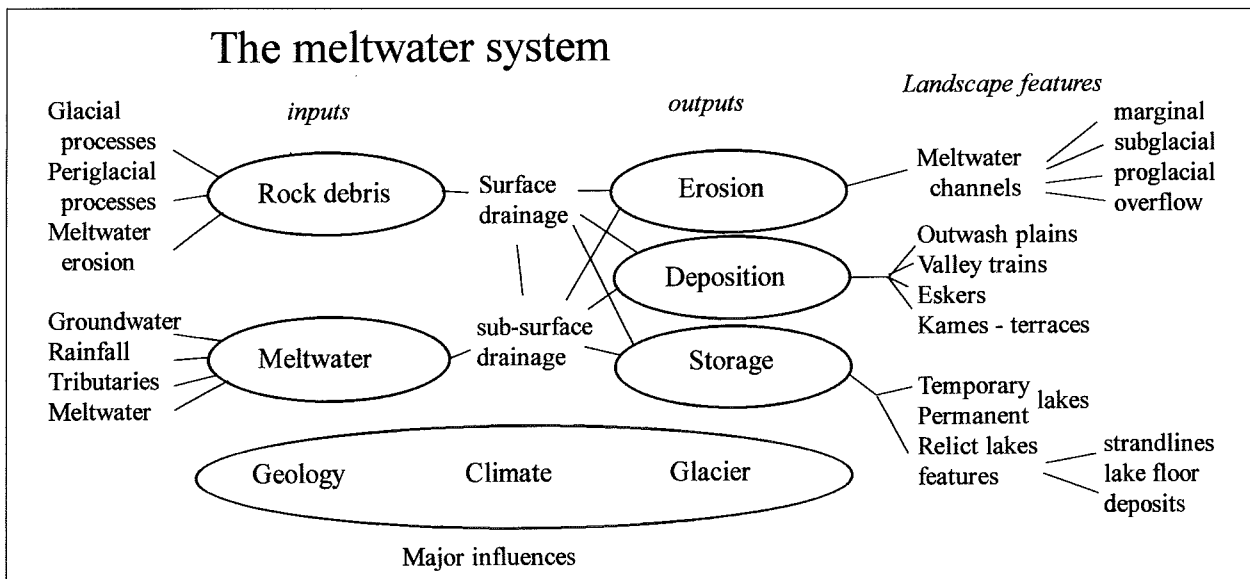 The meltwater system
inputs
outputs
Landscape features
Glacial
processes
Periglacial
processes
Meltwater
erosion
Rock debris
Surface
drainage
Erosion
Meltwater
channels
marginal
subglacial
proglacial
overflow
Deposition
Outwash plains
Valley trains
Eskers
Kames - terraces
Groundwater
Rainfall
Tributaries
Meltwater
Meltwater
sub-surface
drainage
Storage
Temporary
Permanent
lakes
Relict lakes
features
strandlines
lake floor
deposits
Geology
Climate
Glacier
Major influences